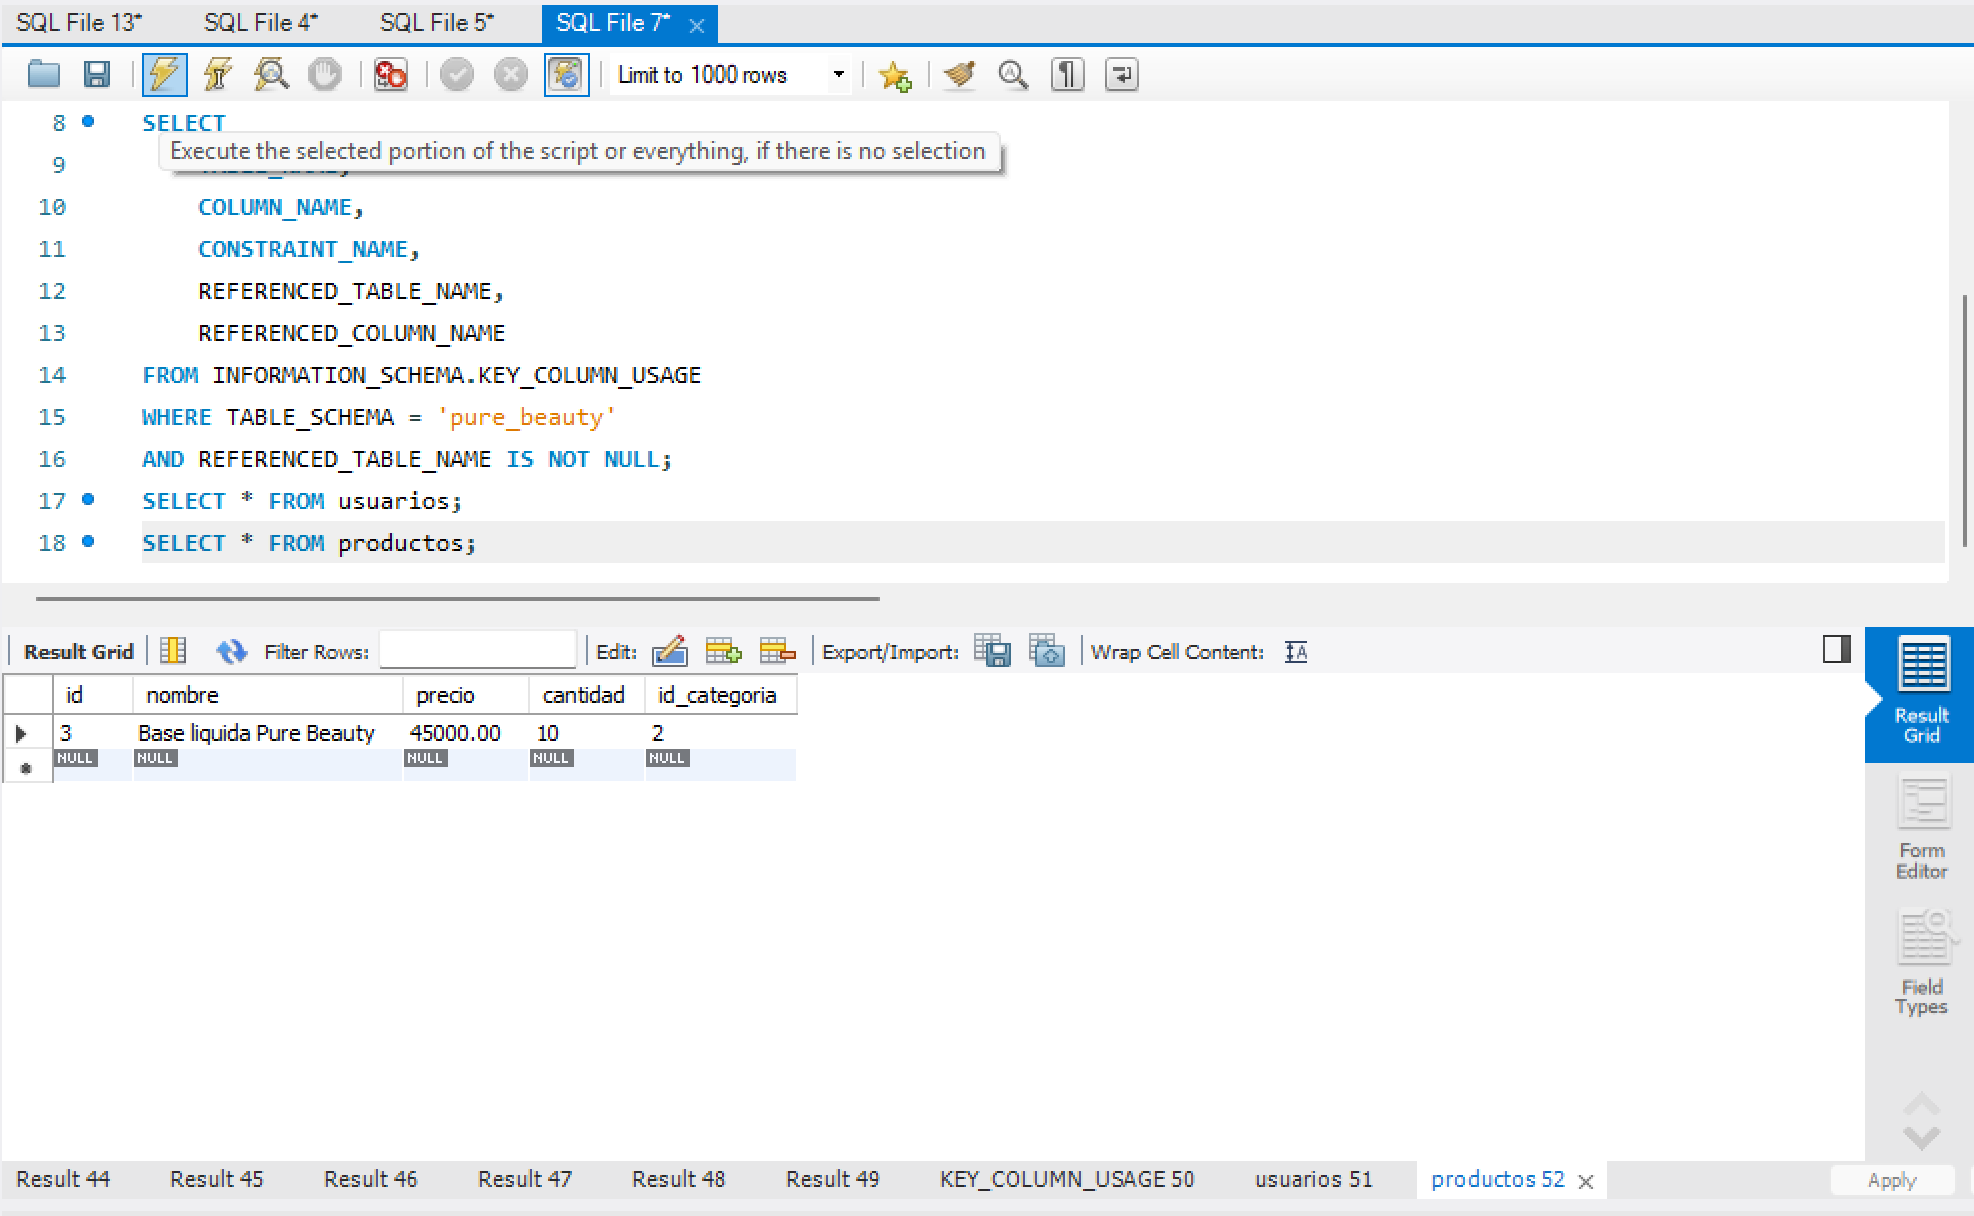 SQL File 13* SQL File 4* SQL File 5* SQL File 7*
Limit to 1000 rows
8 SELECT
Execute the selected portion of the script or everything, if there is no selection
9
10 COLUMN_NAME,
11 CONSTRAINT_NAME,
12 REFERENCED_TABLE_NAME,
13 REFERENCED_COLUMN_NAME
14 FROM INFORMATION_SCHEMA.KEY_COLUMN_USAGE
15 WHERE TABLE_SCHEMA = 'pure_beauty'
16 AND REFERENCED_TABLE_NAME IS NOT NULL;
17 SELECT * FROM usuarios;
18 SELECT * FROM productos;
Result Grid Filter Rows: Edit: Export/Import: Wrap Cell Content:
id nombre precio cantidad id_categoria
3 Base liquida Pure Beauty 45000.00 10 2
NULL NULL NULL NULL NULL
Result
Grid
Form
Editor
Field
Types
Result 44 Result 45 Result 46 Result 47 Result 48 Result 49 KEY_COLUMN_USAGE 50 usuarios 51 productos 52 Apply